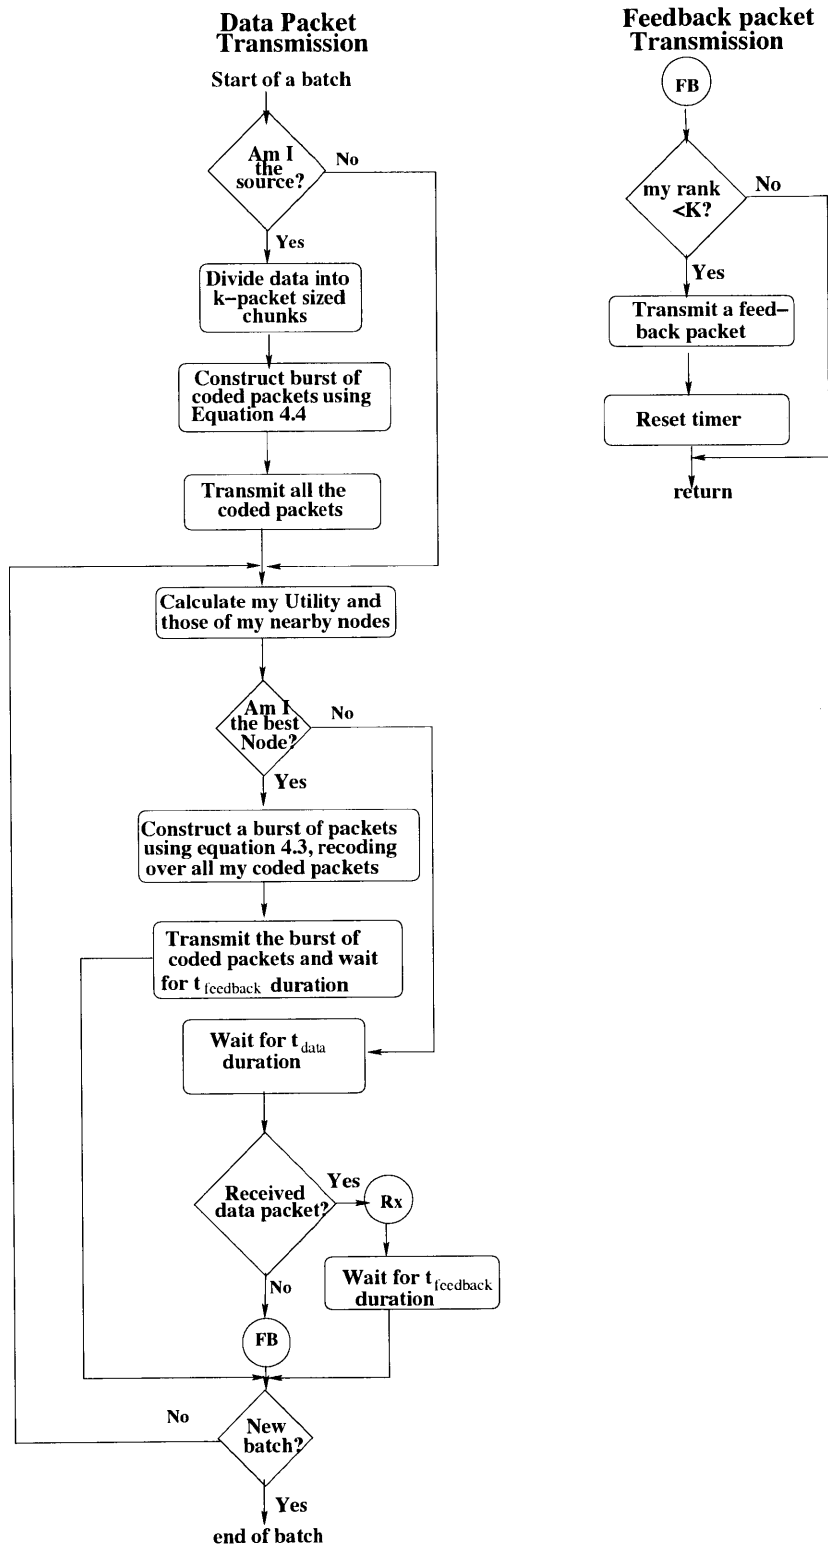 Data Packet
Transmission
Start of a batch
Am I
the
source?
No
Yes
Divide data into
k-packet sized
chunks
Construct burst of
coded packets using
Equation 4.4
Transmit all the
coded packets
Calculate my Utility and
those of my nearby nodes
Am I
the best
Node?
No
Yes
Construct a burst of packets
using equation 4.3, recoding
over all my coded packets
Transmit the burst of
coded packets and wait
for t feedback duration
Wait for t data
duration
Received
data packet?
Yes
Rx
No
Wait for t feedback
duration
FB
No
New
batch?
Yes
end of batch
Feedback packet
Transmission
FB
my rank
<K?
No
Yes
Transmit a feed-
back packet
Reset timer
return